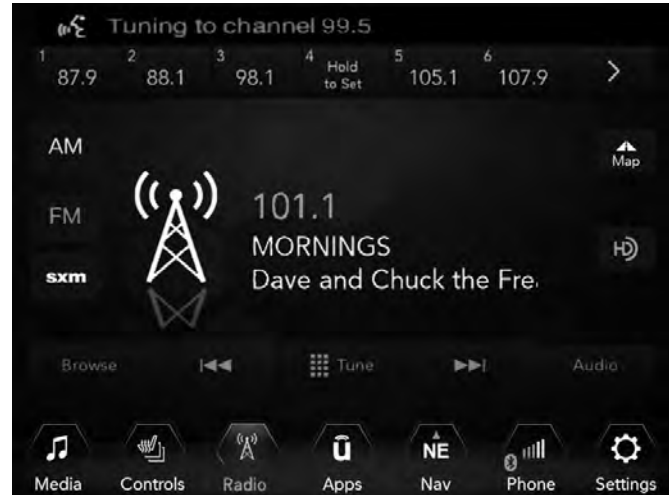 Tuning to channel 99.5
1 87.9 2 88.1 3 98.1 4 Hold to Set 5 105.1 6 107.9
AM
Map
FM
101.1
MORNINGS
HD
sxm
Dave and Chuck the Fre
Browse Tune Audio
NE
Media Controls Radio Apps Nav Phone Settings